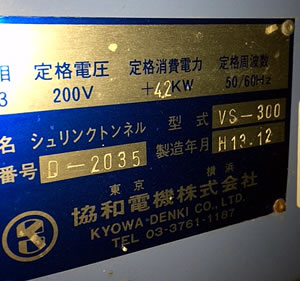 相 定格電圧 定格消費電力 定格周波数
3 200V +42KW 50/60Hz
名 シュリンクトンネル 型式 VS-300
番号 D-2035 製造年月 H13.12
東京 横浜
協和電機株式会社
KYOWA-DENKI CO., LTD.
TEL 03-3761-1187